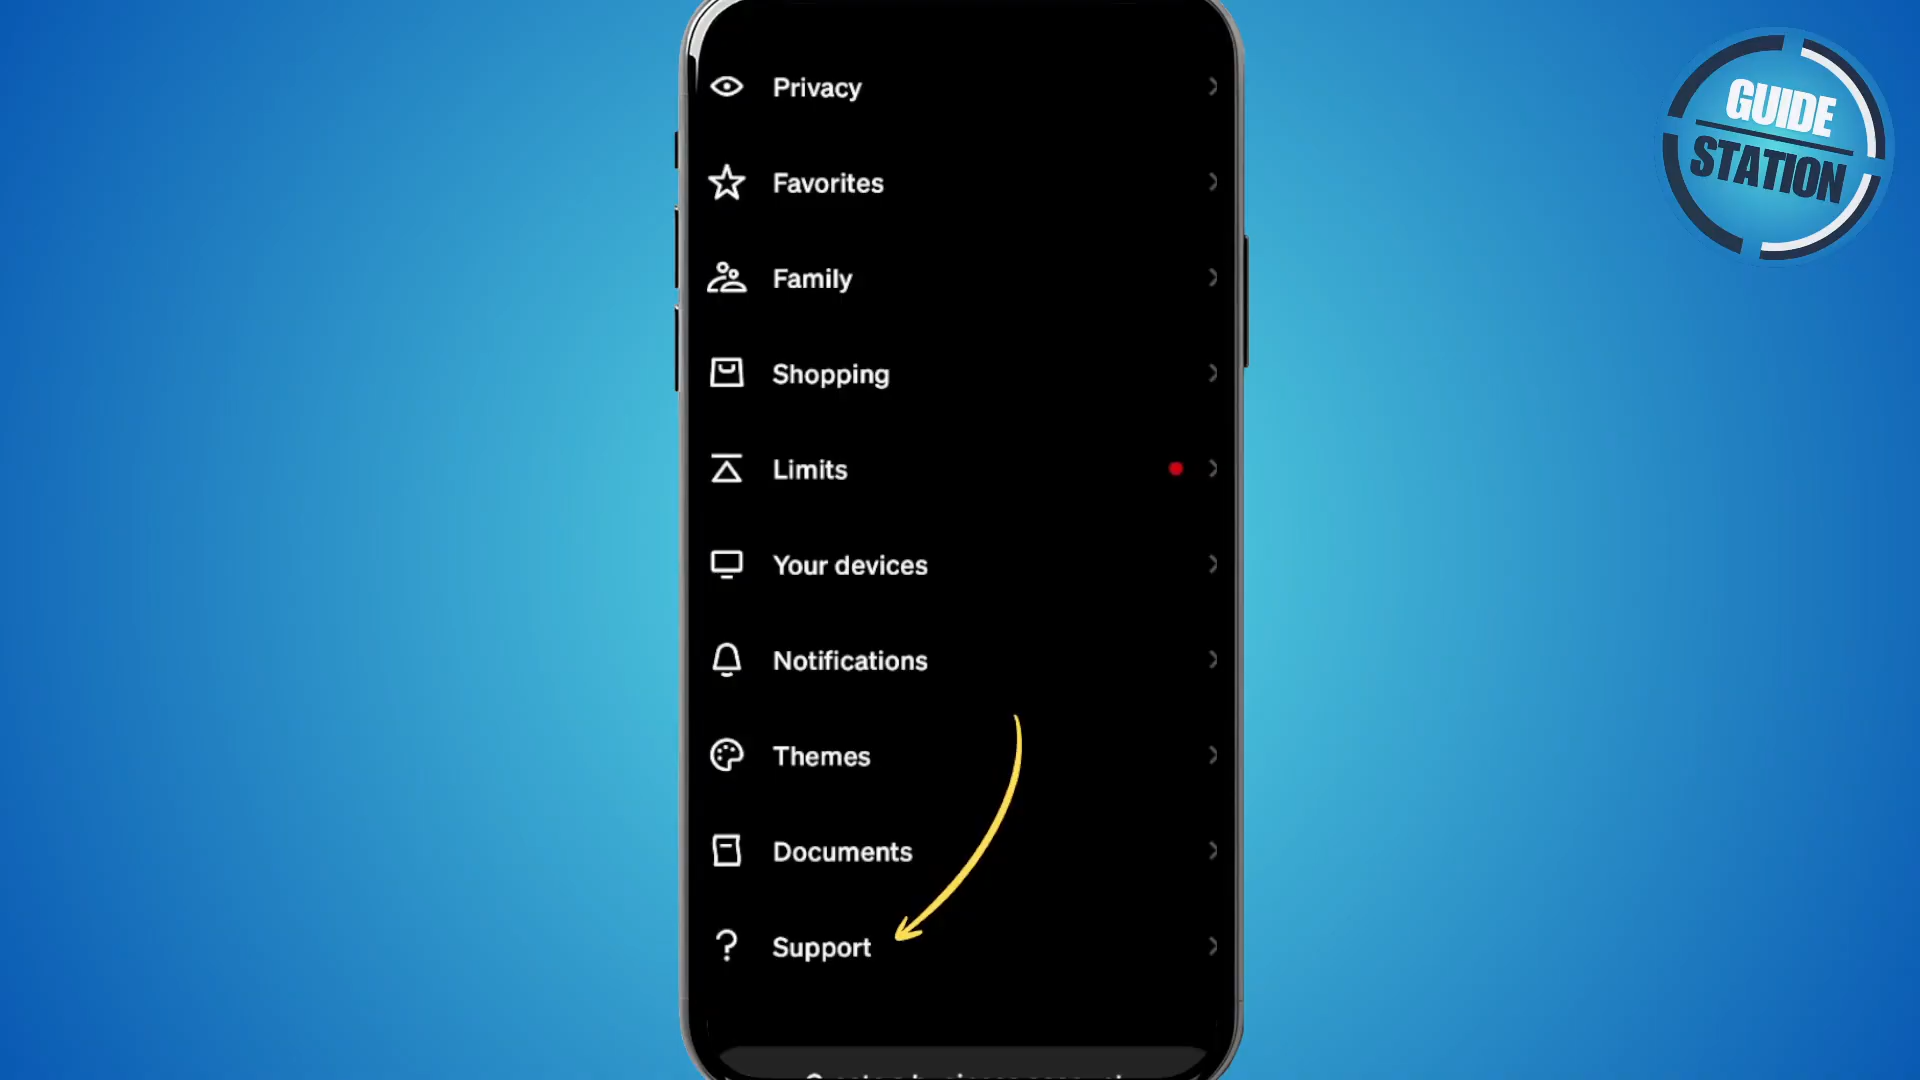 GUIDE
STATION
Privacy
Favorites
Family
Shopping
Limits
Your devices
Notifications
Themes
Documents
Support